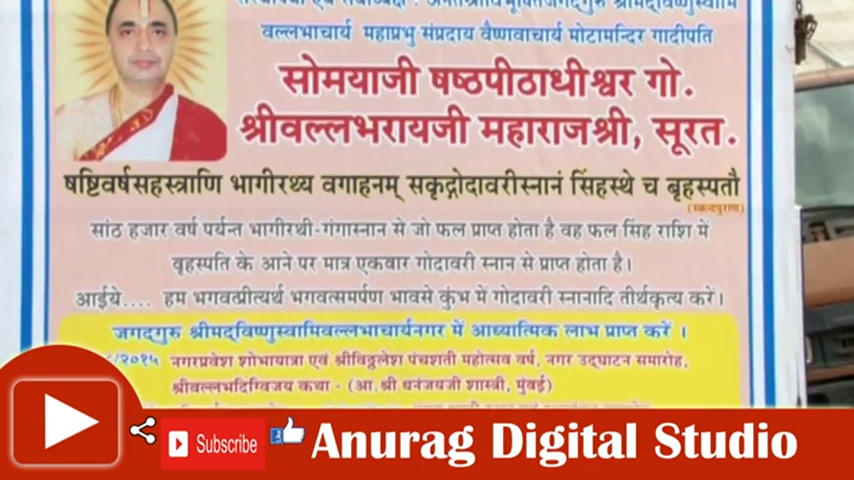 वल्लभाचार्य महाप्रभु संप्रदाय वैष्णवाचार्य मोटामन्दिर गादीपति
सोमयाजी षष्ठपीठाधीश्वर गो.
श्रीवल्लभरायजी महाराजश्री, सूरत.
षष्टिवर्षसहस्त्राणि भागीरथ्य वगाहनम् सकृद्गोदावरीस्नानं सिंहस्थे च बृहस्पतौ
(स्कन्दपुराण)
सांठ हजार वर्ष पर्यन्त भागीरथी-गंगास्नान से जो फल प्राप्त होता है वह फल सिंह राशि में
वृहस्पति के आने पर मात्र एकवार गोदावरी स्नान से प्राप्त होता है।
आईये.... हम भगवत्प्रीत्यर्थ भगवत्समर्पण भावसे कुंभ में गोदावरी स्नानादि तीर्थकृत्य करें।
जगद्गुरु श्रीमद्विष्णुस्वामिवल्लभाचार्यनगर में आध्यात्मिक लाभ प्राप्त करें ।
/२०१५ नगरप्रवेश शोभायात्रा एवं श्रीविठ्ठलेश पंचशती महोत्सव वर्ष, नगर उद्घाटन समारोह,
श्रीवल्लभदिग्विजय कथा - (आ. श्री धनंजयजी शास्त्री, मुंबई)
Subscribe
Anurag Digital Studio